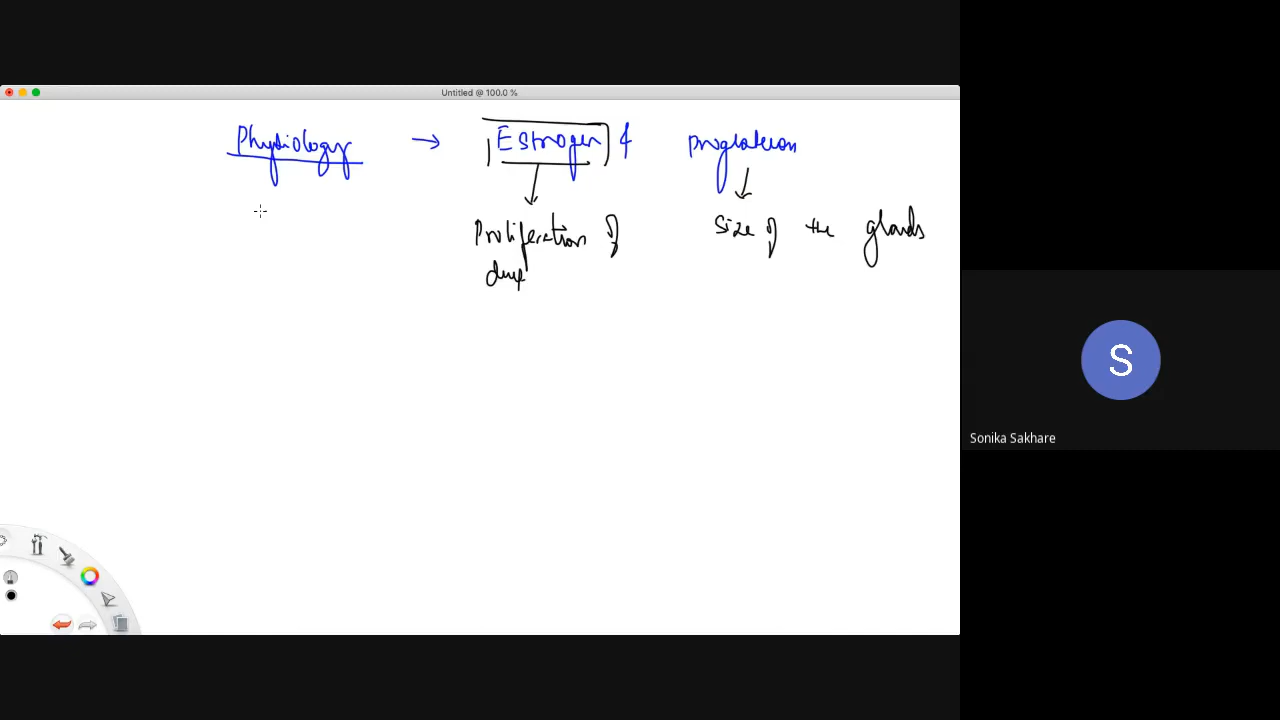 Untitled @ 100.0 %
Physiology → Estrogen & progesteron
Proliferation of
size of the glands
Sonika Sakhare
S